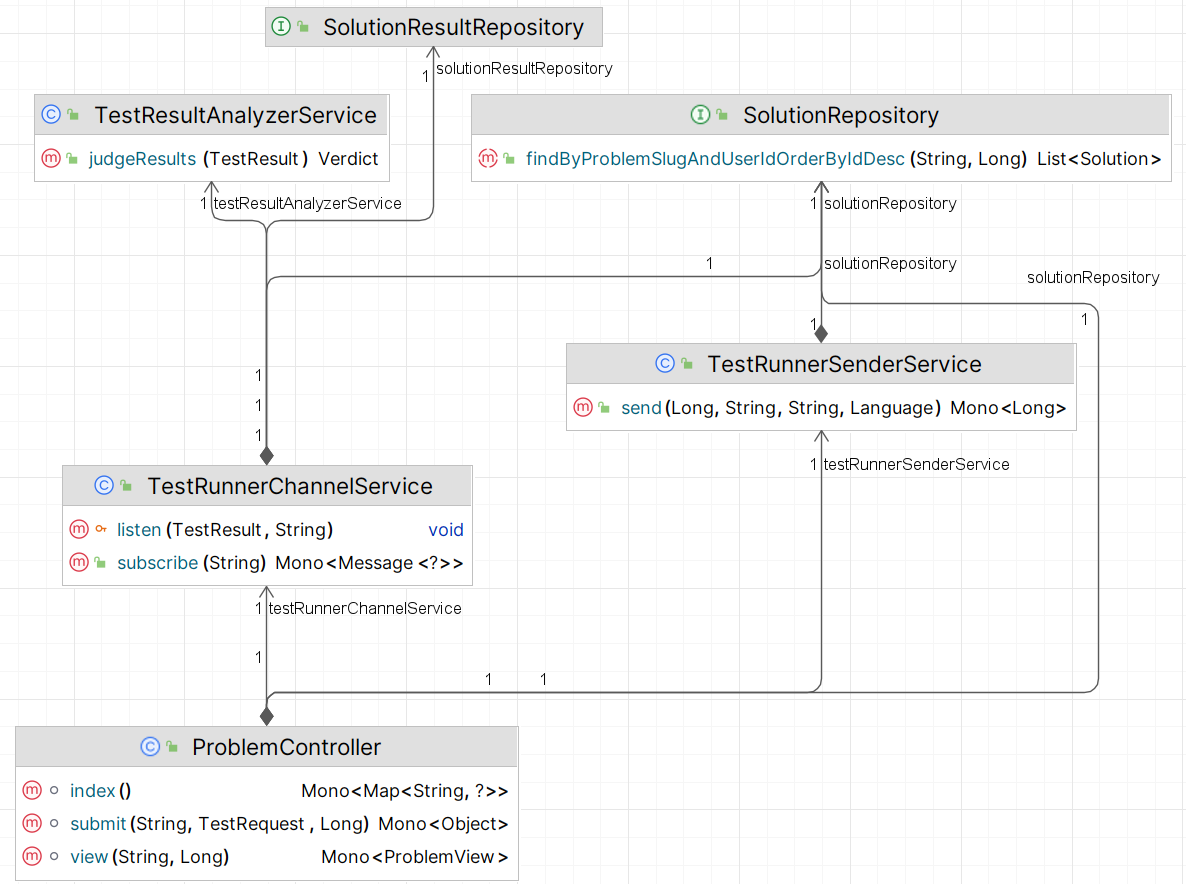 SolutionResultRepository
1 solutionResultRepository
TestResultAnalyzerService
judgeResults(TestResult) Verdict
SolutionRepository
findByProblemSlugAndUserIdOrderByIdDesc(String, Long) List<Solution>
1 testResultAnalyzerService
1 solutionRepository
1
solutionRepository
solutionRepository
1
1
TestRunnerSenderService
send(Long, String, String, Language) Mono<Long>
1
1
1
1 testRunnerSenderService
TestRunnerChannelService
listen(TestResult, String) void
subscribe(String) Mono<Message<?>>
1 testRunnerChannelService
1
1 1
ProblemController
index() Mono<Map<String, ?>>
submit(String, TestRequest, Long) Mono<Object>
view(String, Long) Mono<ProblemView>